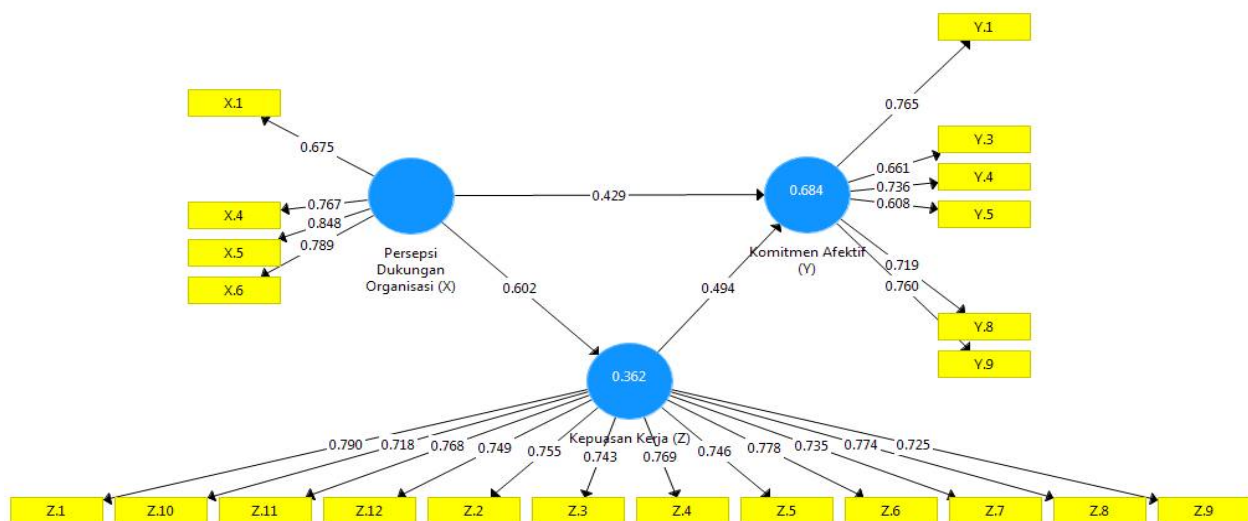 Y.1
X.1
0.765
0.675
Y.3
0.661
0.767
0.684
0.736
Y.4
X.4
0.429
0.608
0.848
Y.5
X.5
0.789
Persepsi
Dukungan
Organisasi (X)
Komitmen Afektif
(Y)
0.719
0.760
X.6
0.602
0.494
Y.8
Y.9
0.362
Kepuasan Kerja (Z)
0.790
0.718
0.768
0.749
0.755
0.743
0.769
0.746
0.778
0.735
0.774
0.725
Z.1
Z.10
Z.11
Z.12
Z.2
Z.3
Z.4
Z.5
Z.6
Z.7
Z.8
Z.9